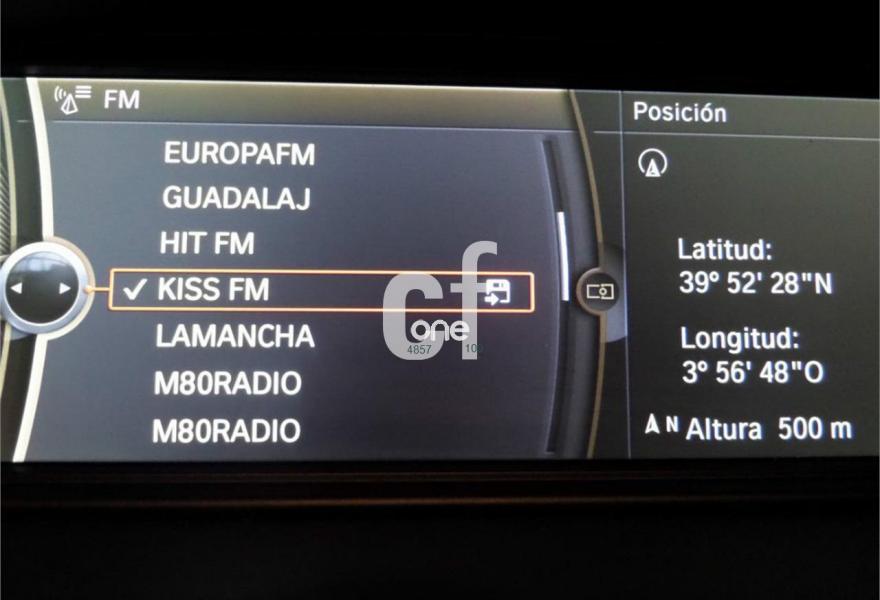 FM
EUROPAFM
GUADALAJ
HIT FM
KISS FM
LAMANCHA
M80RADIO
M80RADIO
Posición
Latitud:
39° 52' 28"N
Longitud:
3° 56' 48"O
N Altura 500 m
cf
one
4857